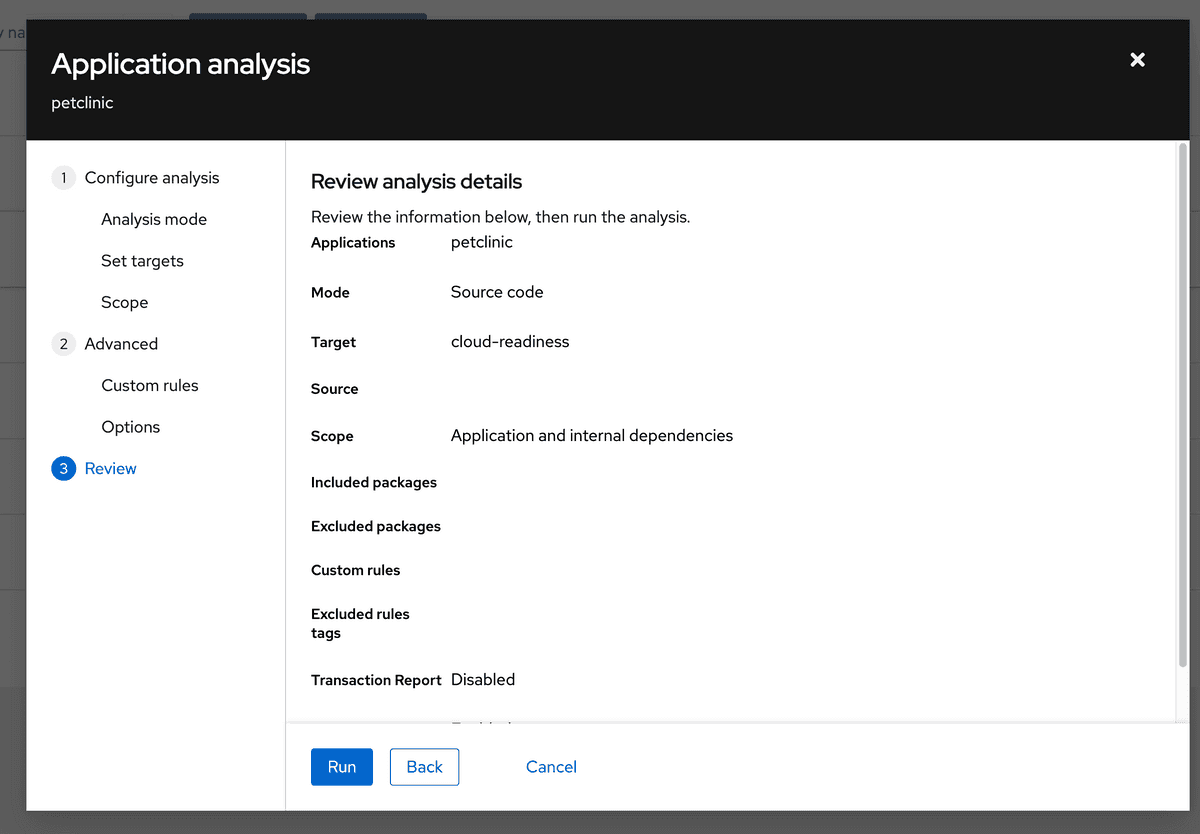 Application analysis
petclinic
1 Configure analysis
Analysis mode
Set targets
Scope
2 Advanced
Custom rules
Options
3 Review
Review analysis details
Review the information below, then run the analysis.
Applications petclinic
Mode Source code
Target cloud-readiness
Source
Scope Application and internal dependencies
Included packages
Excluded packages
Custom rules
Excluded rules
tags
Transaction Report Disabled
Run Back Cancel